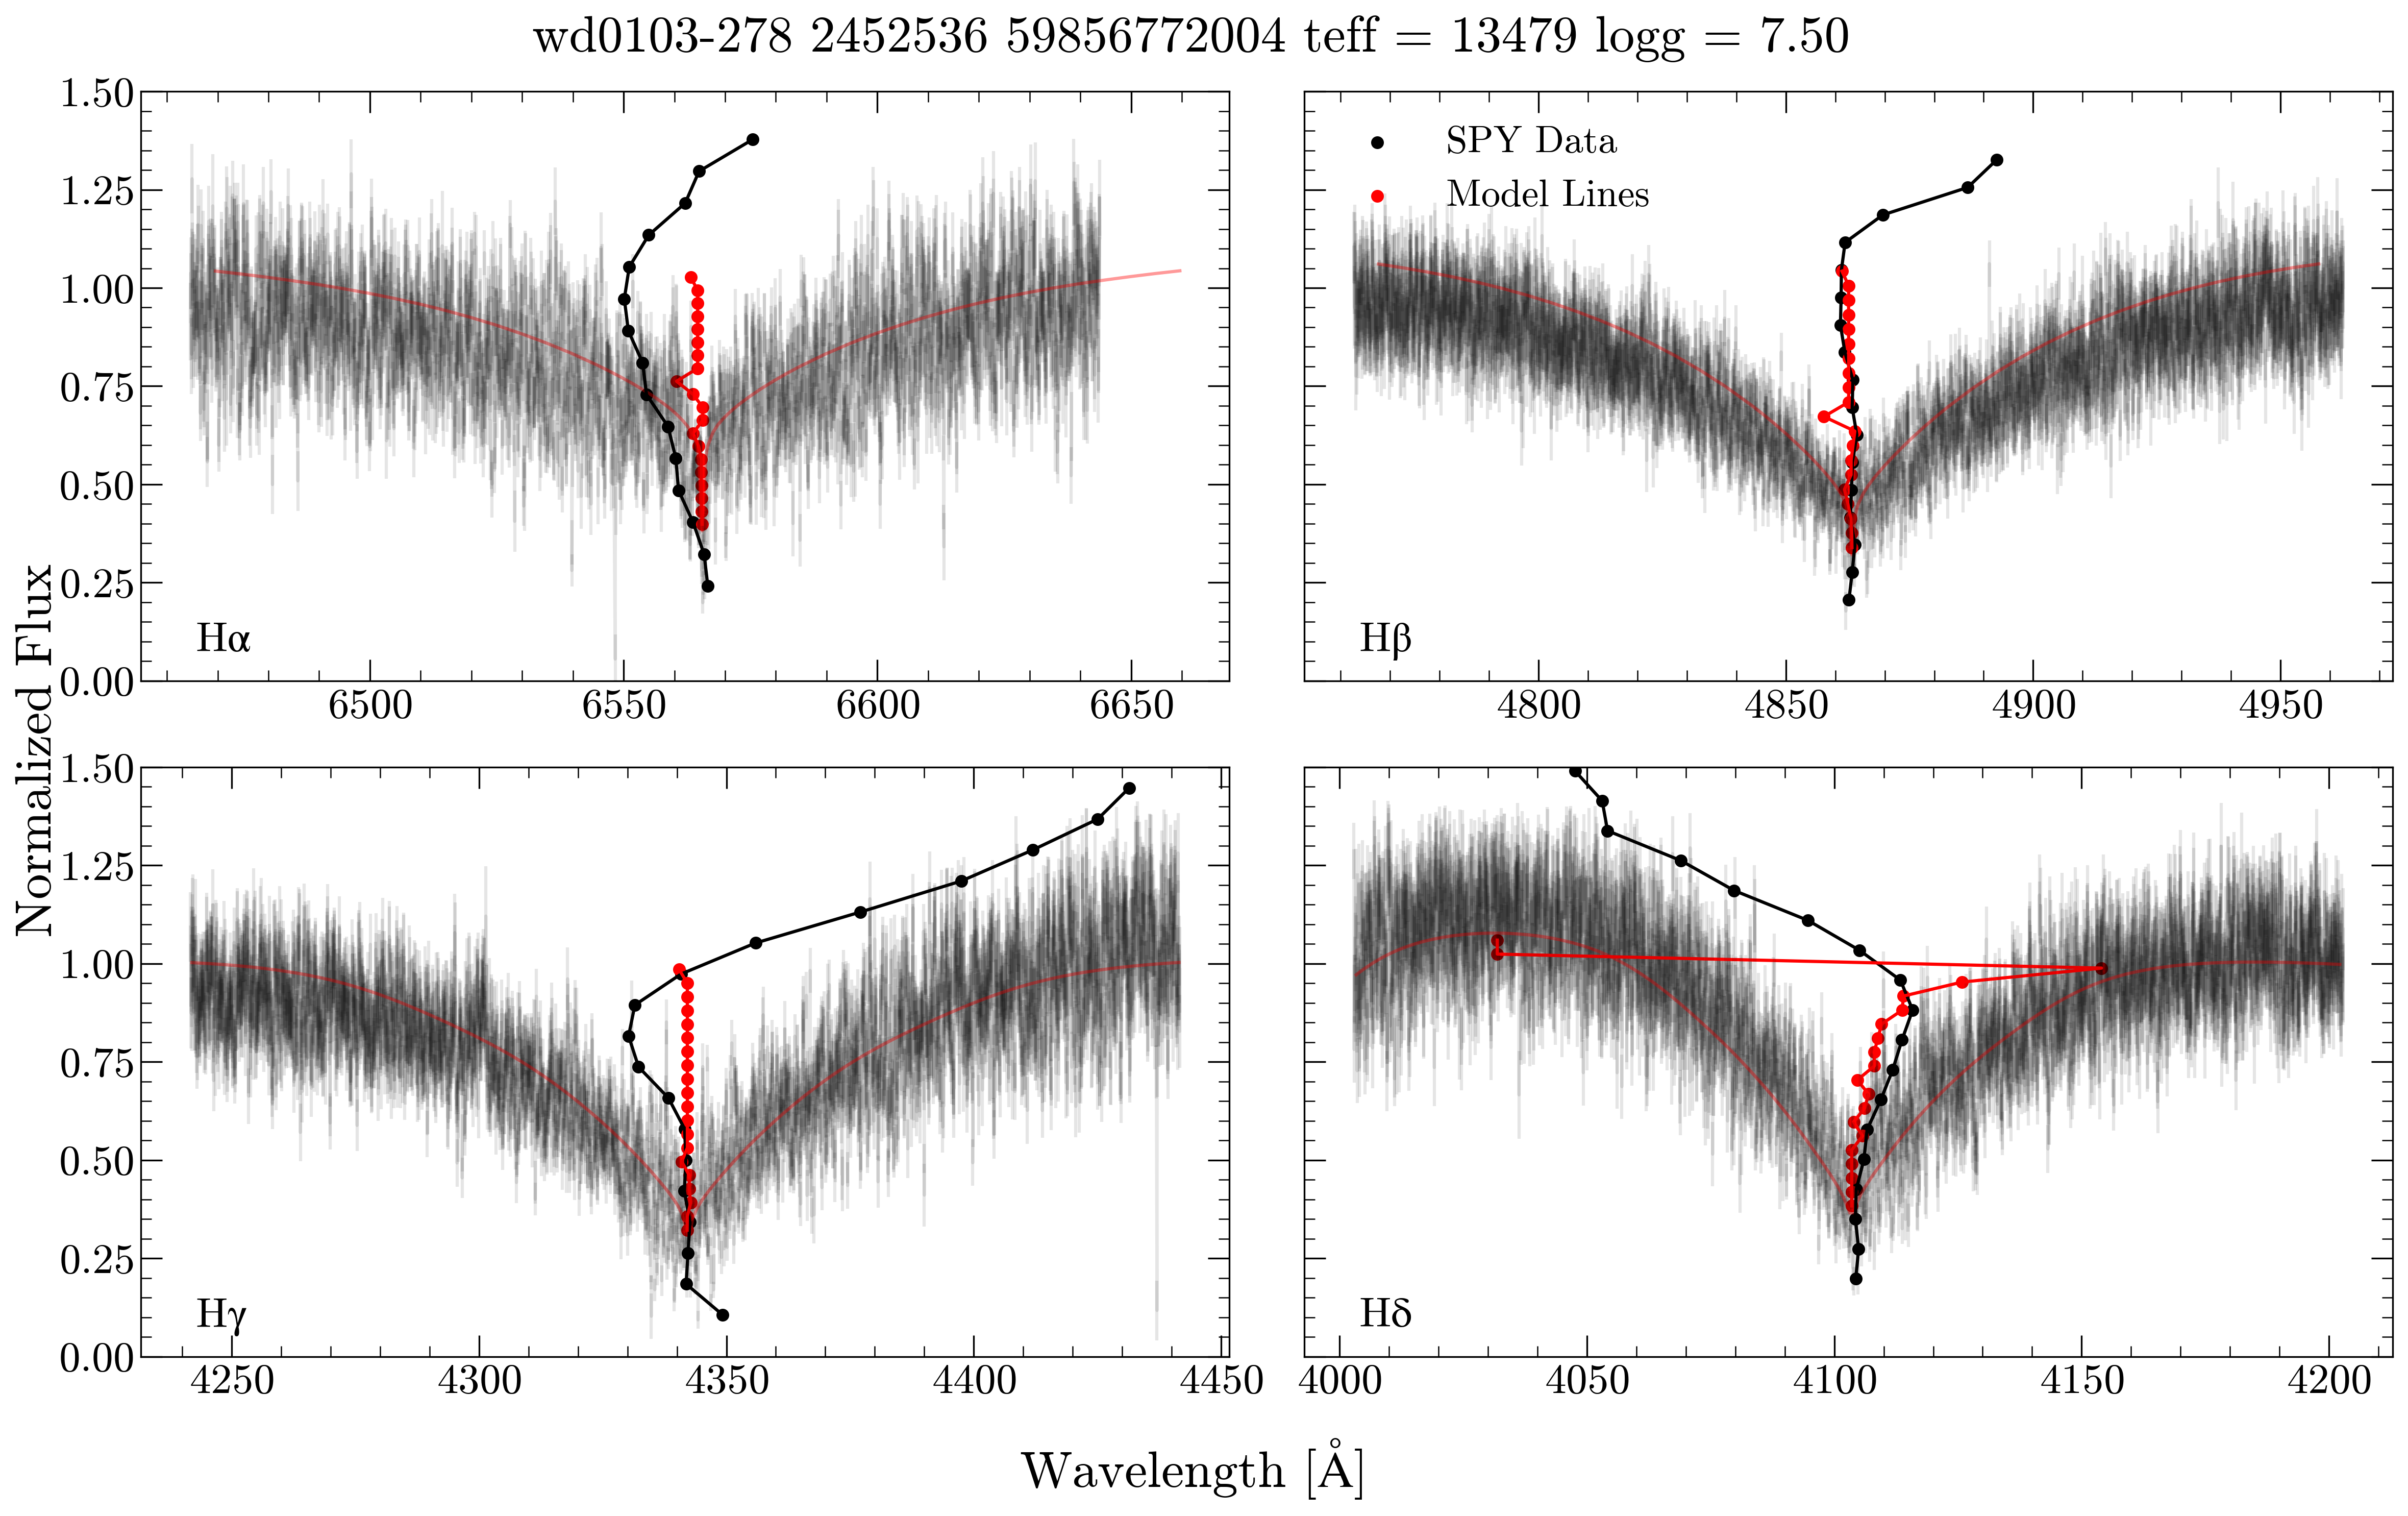 wd0103-278 2452536 59856772004 teff = 13479 logg = 7.50
1.50
1.25
1.00
0.75
0.50
0.25
0.00
Hα
6500 6550 6600 6650
SPY Data
Model Lines
Hβ
4800 4850 4900 4950
Normalized Flux
1.50
1.25
1.00
0.75
0.50
0.25
0.00
Hγ
4250 4300 4350 4400 4450
Hδ
4000 4050 4100 4150 4200
Wavelength [Å]